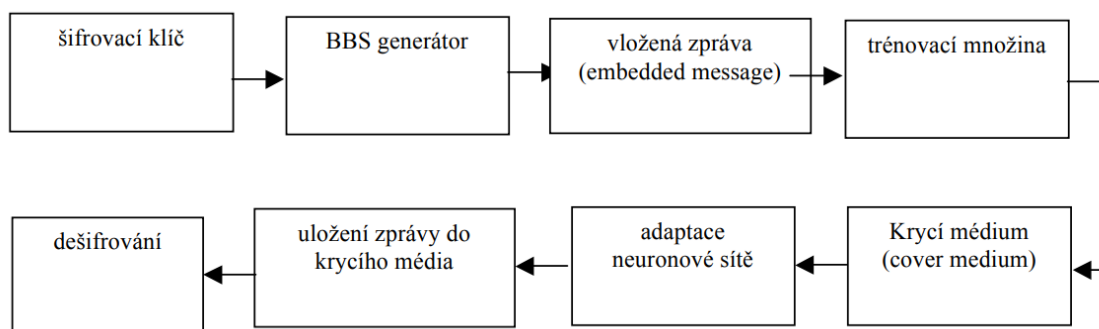 šifrovací klíč
BBS generátor
vložená zpráva
(embedded message)
trénovací množina
Krycí médium
(cover medium)
adaptace
neuronové sítě
uložení zprávy do
krycího média
dešifrování